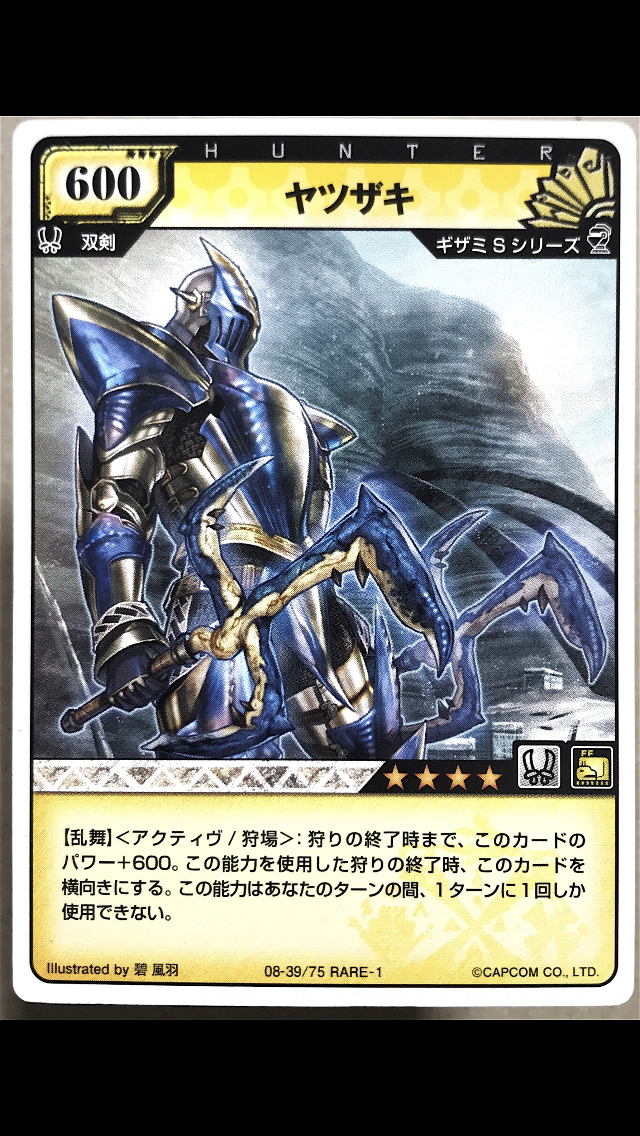 HUNTER
600
ヤツザキ
双剣
ギザミSシリーズ
FF
【乱舞】<アクティヴ/狩場>:狩りの終了時まで、このカードの
パワー+600。この能力を使用した狩りの終了時、このカードを
横向きにする。この能力はあなたのターンの間、1ターンに1回しか
使用できない。
Illustrated by 碧 風羽
08-39/75 RARE-1
©CAPCOM CO., LTD.